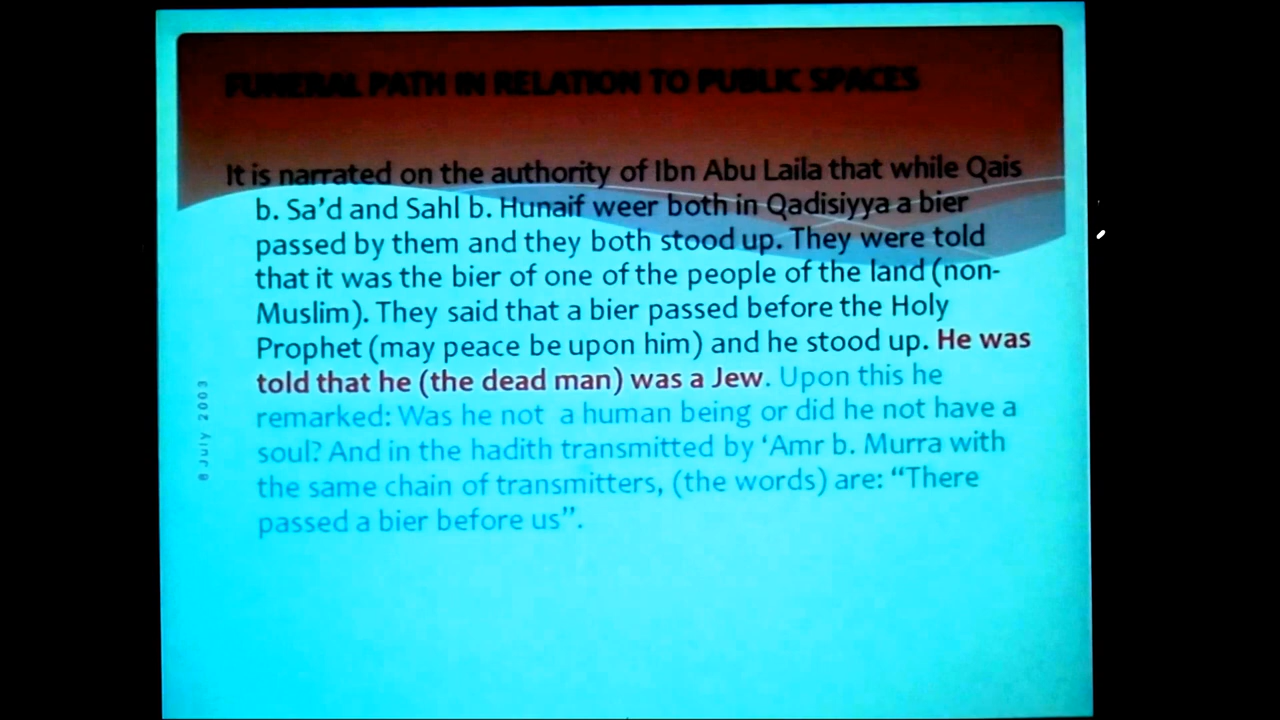 FUNERAL PATH IN RELATION TO PUBLIC SPACES
It is narrated on the authority of Ibn Abu Laila that while Qais
b. Sa’d and Sahl b. Hunaif weer both in Qadisiyya a bier
passed by them and they both stood up. They were told
that it was the bier of one of the people of the land (non-
Muslim). They said that a bier passed before the Holy
Prophet (may peace be upon him) and he stood up. He was
told that he (the dead man) was a Jew. Upon this he
remarked: Was he not a human being or did he not have a
soul? And in the hadith transmitted by ‘Amr b. Murra with
the same chain of transmitters, (the words) are: “There
passed a bier before us”.
8 July 2003